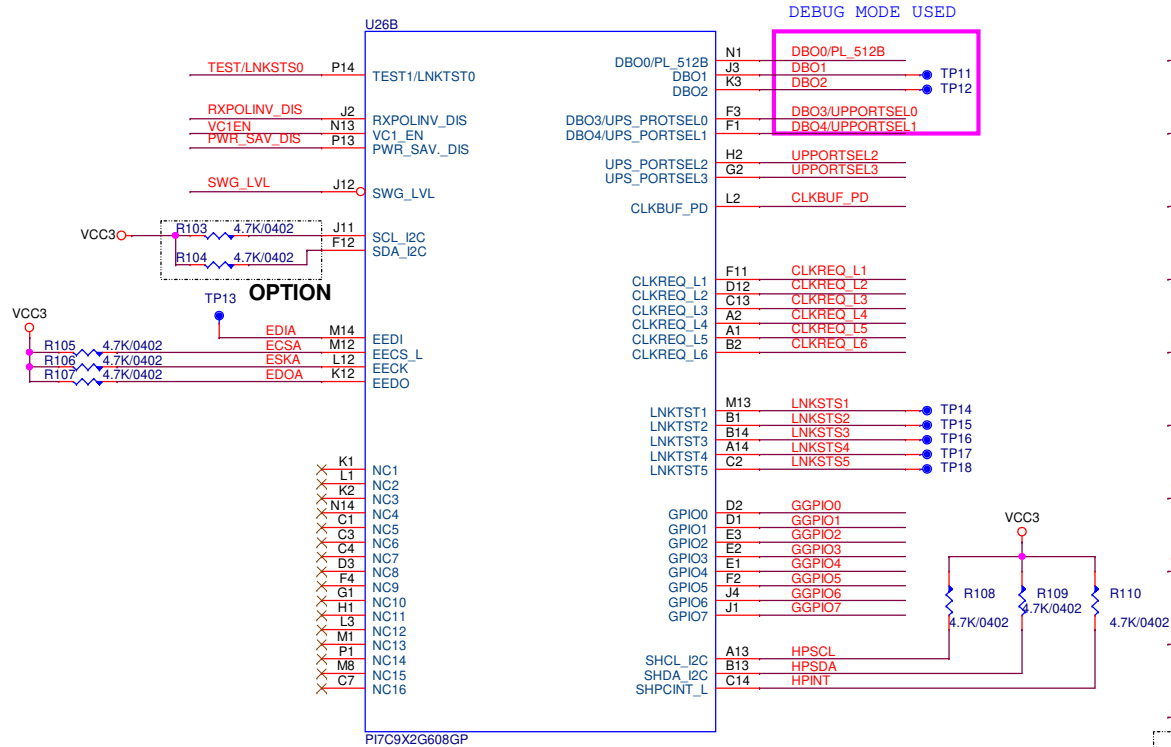 DEBUG MODE USED
U26B
TEST/LNKSTS0 P14 TEST1/LNKTST0
RXPOLINV_DIS J2 RXPOLINV_DIS
VC1EN N13 VC1_EN
PWR_SAV_DIS P13 PWR_SAV._DIS
SWG_LVL J12 SWG_LVL
VCC3 R103 4.7K/0402 J11 SCL_I2C
R104 4.7K/0402 F12 SDA_I2C
OPTION
TP13
VCC3
EDIA M14 EEDI
R105 4.7K/0402 ECSA M12 EECS_L
R106 4.7K/0402 ESKA L12 EECK
R107 4.7K/0402 EDOA K12 EEDO
K1 NC1
L1 NC2
K2 NC3
N14 NC4
C1 NC5
C3 NC6
C4 NC7
D3 NC8
F4 NC9
G1 NC10
H1 NC11
L3 NC12
M1 NC13
P1 NC14
M8 NC15
C7 NC16
DBO0/PL_512B N1 DBO0/PL_512B
DBO1 J3 DBO1 TP11
DBO2 K3 DBO2 TP12
DBO3/UPS_PROTSEL0 F3 DBO3/UPPORTSEL0
DBO4/UPS_PORTSEL1 F1 DBO4/UPPORTSEL1
UPS_PORTSEL2 H2 UPPORTSEL2
UPS_PORTSEL3 G2 UPPORTSEL3
CLKBUF_PD L2 CLKBUF_PD
CLKREQ_L1 F11 CLKREQ_L1
CLKREQ_L2 D12 CLKREQ_L2
CLKREQ_L3 C13 CLKREQ_L3
CLKREQ_L4 A2 CLKREQ_L4
CLKREQ_L5 A1 CLKREQ_L5
CLKREQ_L6 B2 CLKREQ_L6
LNKTST1 M13 LNKSTS1 TP14
LNKTST2 B1 LNKSTS2 TP15
LNKTST3 B14 LNKSTS3 TP16
LNKTST4 A14 LNKSTS4 TP17
LNKTST5 C2 LNKSTS5 TP18
GPIO0 D2 GGPIO0
GPIO1 D1 GGPIO1
GPIO2 E3 GGPIO2
GPIO3 E2 GGPIO3
GPIO4 E1 GGPIO4
GPIO5 F2 GGPIO5
GPIO6 J4 GGPIO6
GPIO7 J1 GGPIO7
VCC3
R108 R109 R110
4.7K/0402 4.7K/0402 4.7K/0402
SHCL_I2C A13 HPSCL
SHDA_I2C B13 HPSDA
SHPCINT_L C14 HPINT
PI7C9X2G608GP